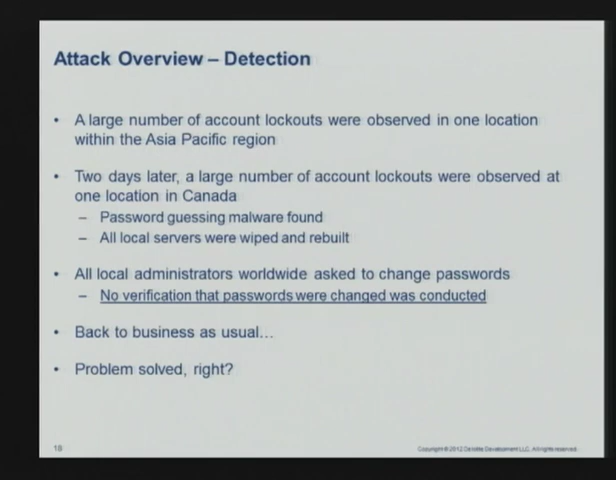 Attack Overview – Detection
• A large number of account lockouts were observed in one location
within the Asia Pacific region
• Two days later, a large number of account lockouts were observed at
one location in Canada
– Password guessing malware found
– All local servers were wiped and rebuilt
• All local administrators worldwide asked to change passwords
– No verification that passwords were changed was conducted
• Back to business as usual…
• Problem solved, right?
Copyright © 2012 Deloitte Development LLC. All rights reserved.